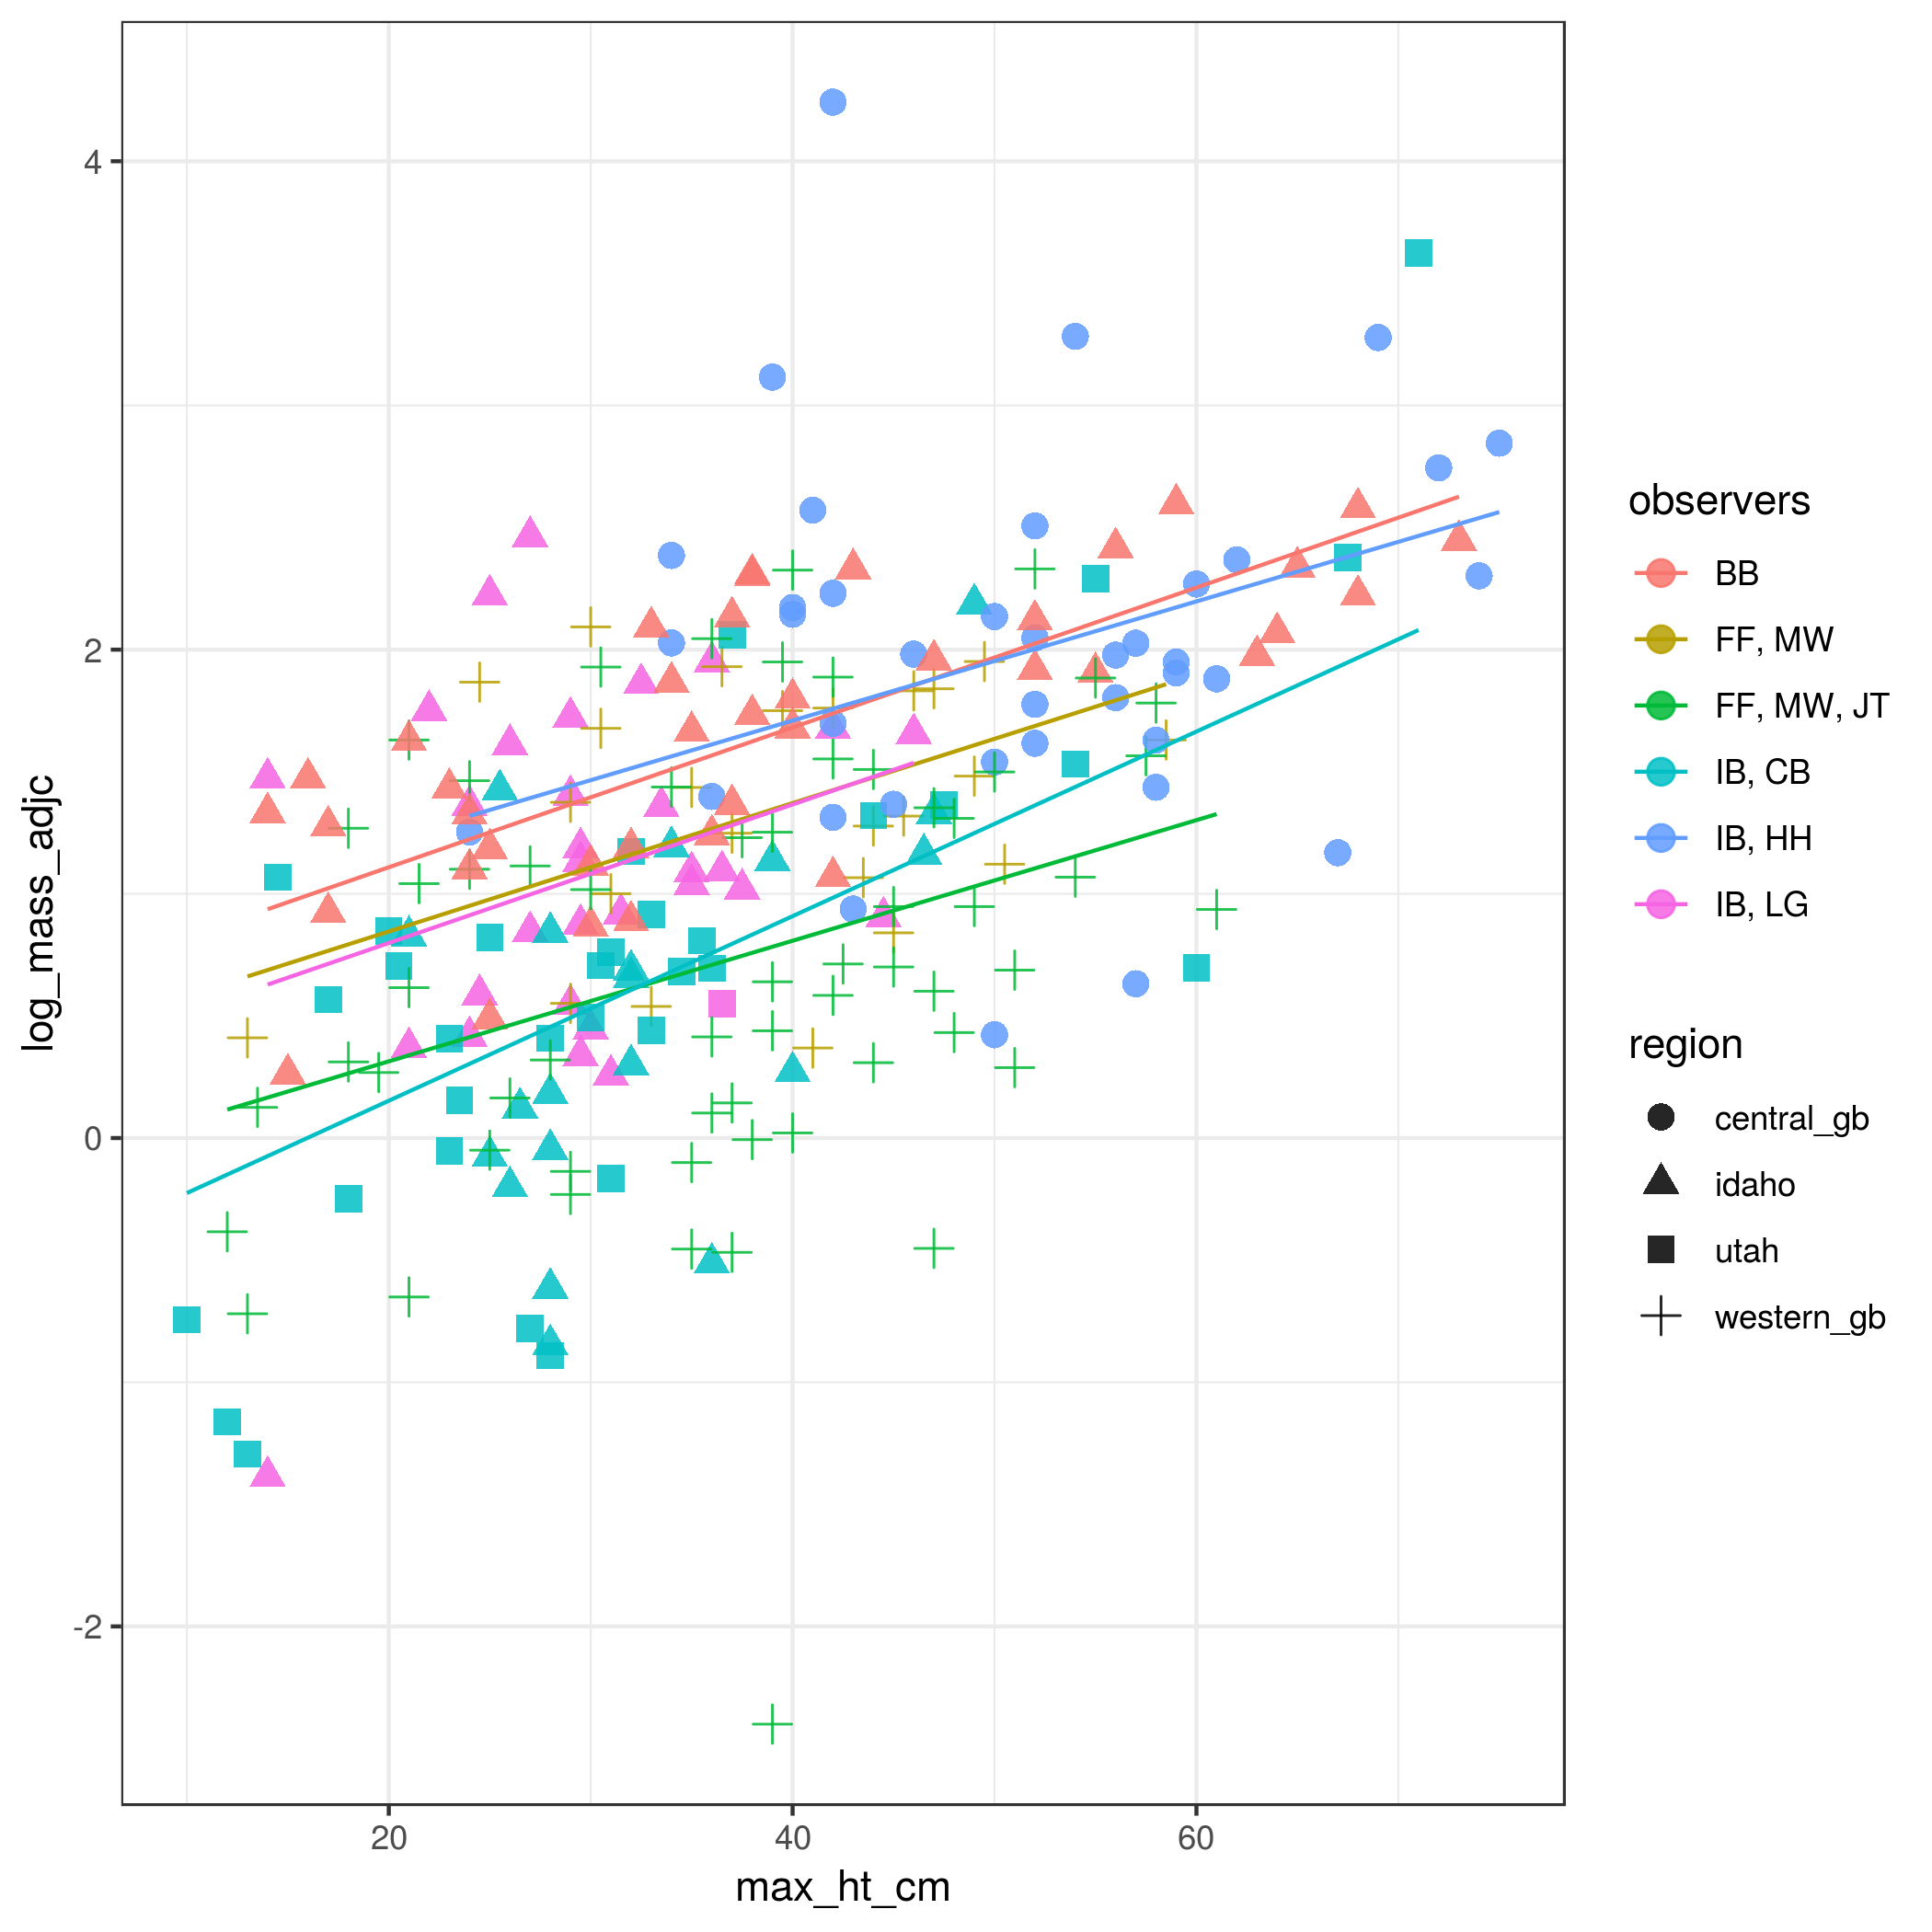 4
2
0
-2
20
40
60
max_ht_cm
log_mass_adjc
observers
BB
FF, MW
FF, MW, JT
IB, CB
IB, HH
IB, LG
region
central_gb
idaho
utah
western_gb